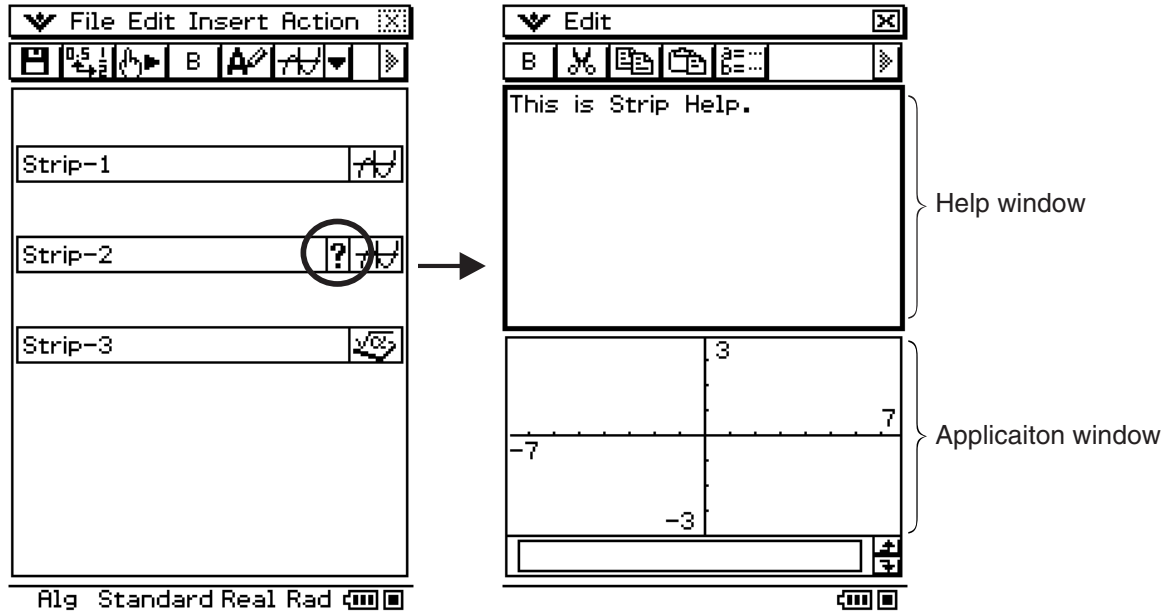 File Edit Insert Action
B
Strip-1
Strip-2 ?
Strip-3
Alg Standard Real Rad
Edit
B
This is Strip Help.
3
7
-7
-3
Help window
Applicaiton window